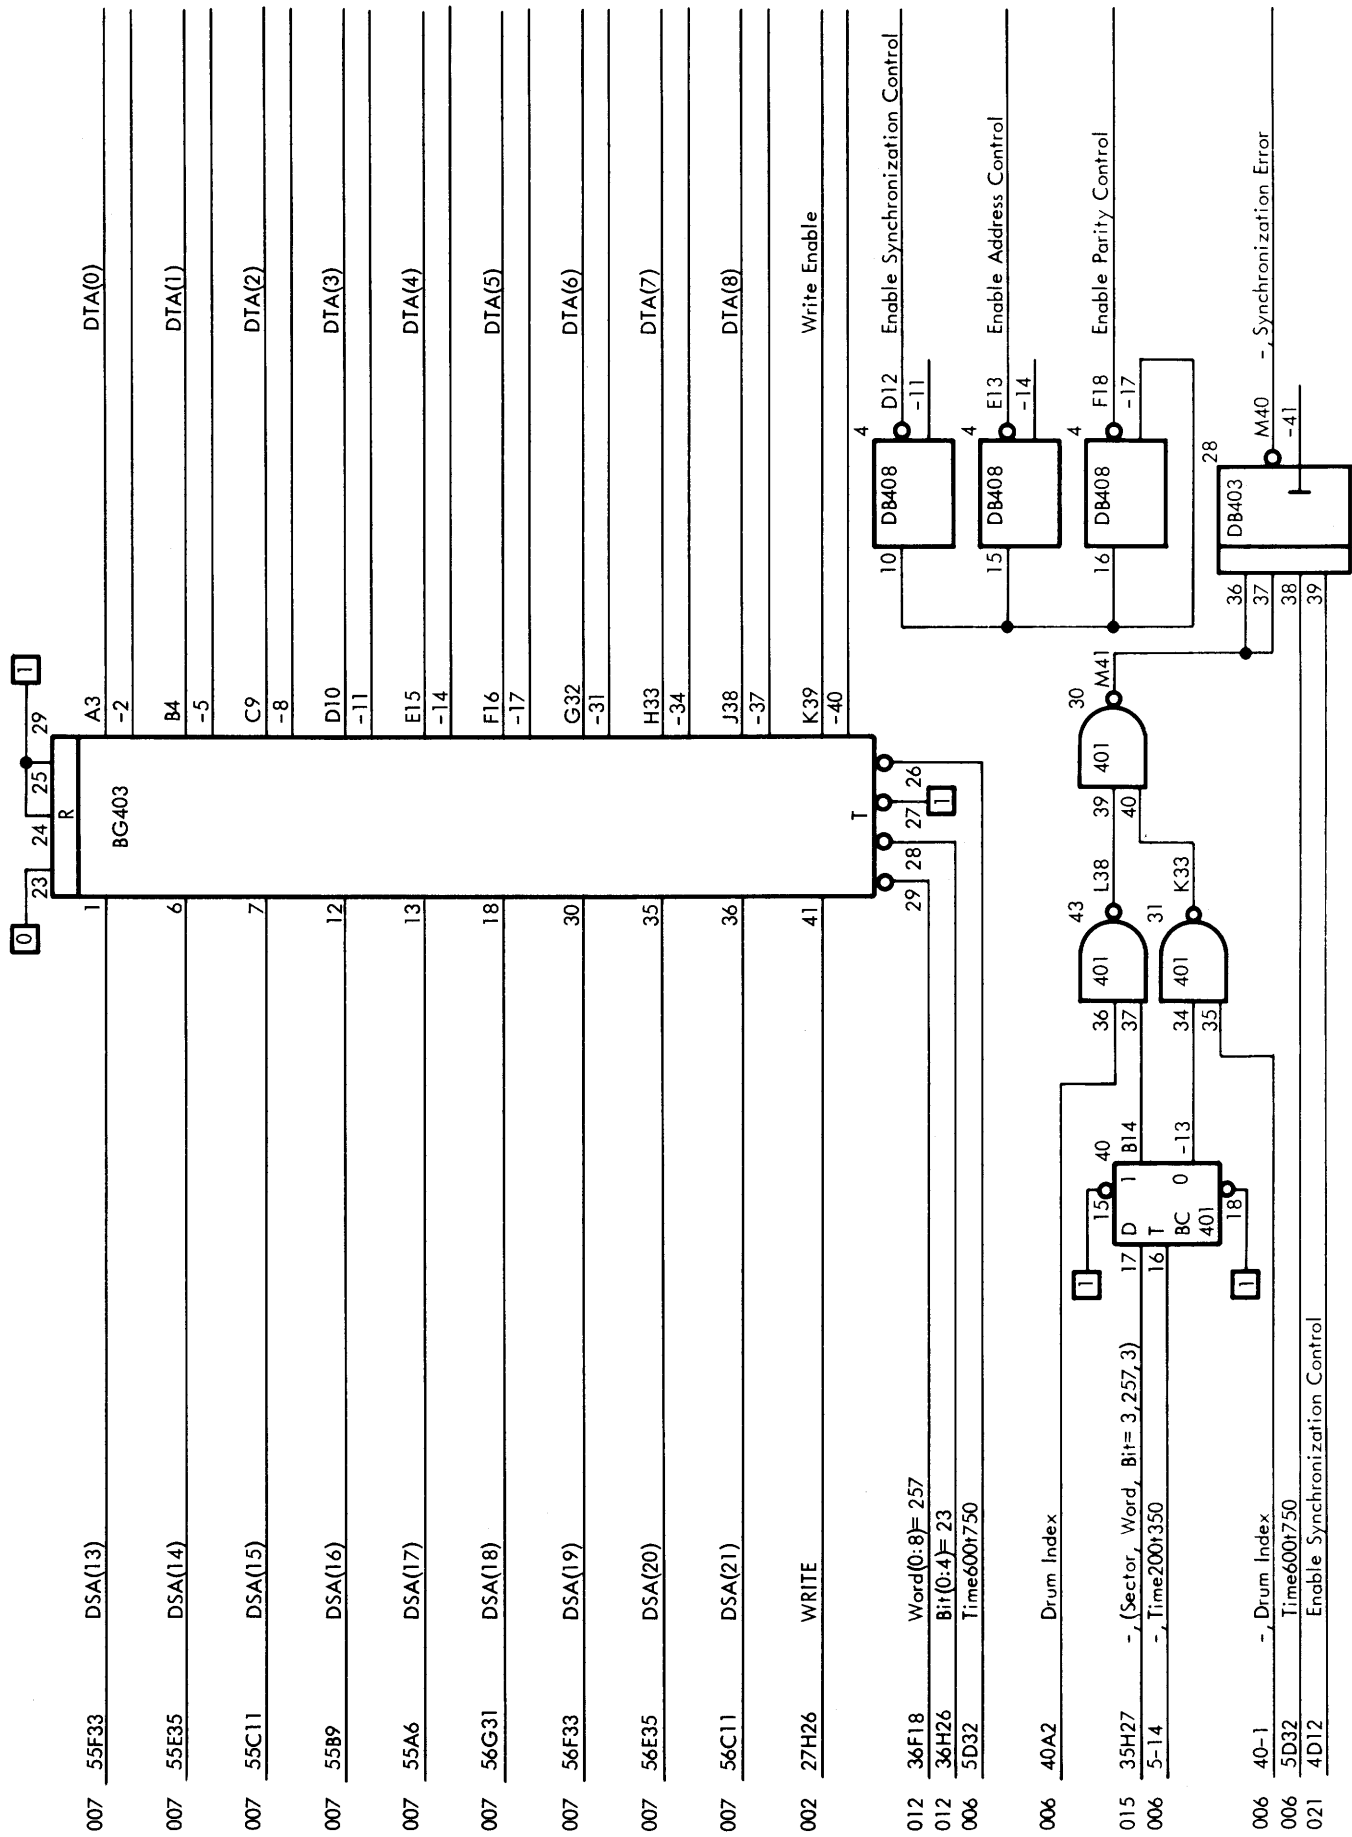 0
1
23
24
25
29
R
BG403
T
007 55F33 DSA(13) 1 A3 DTA(0)
-2
007 55E35 DSA(14) 6 B4 DTA(1)
-5
007 55C11 DSA(15) 7 C9 DTA(2)
-8
007 55B9 DSA(16) 12 D10 DTA(3)
-11
007 55A6 DSA(17) 13 E15 DTA(4)
-14
007 56G31 DSA(18) 18 F16 DTA(5)
-17
007 56F33 DSA(19) 30 G32 DTA(6)
-31
007 56E35 DSA(20) 35 H33 DTA(7)
-34
007 56C11 DSA(21) 36 J38 DTA(8)
-37
002 27H26 WRITE 41 K39 Write Enable
-40
29 28 27 26
1
012 36F18 Word(0:8)= 257
012 36H26 Bit(0:4)= 23
006 5D32 Time600t750
10 DB408 4 D12 Enable Synchronization Control
-11
15 DB408 4 E13 Enable Address Control
-14
16 DB408 4 F18 Enable Parity Control
-17
006 40A2 Drum Index
1
15
40
015 35H27 -,(Sector, Word, Bit= 3,257,3) 17 D 1 B14
006 5-14 -,Time200t350 16 T
BC 0 -13
401
18
1
36 401 43 L38
37
34 401 31 K33
35
39 401 30 M41
40
006 40-1 -,Drum Index
006 5D32 Time600t750
021 4D12 Enable Synchronization Control
36 DB403 28
37 M40 -,Synchronization Error
38 -41
39